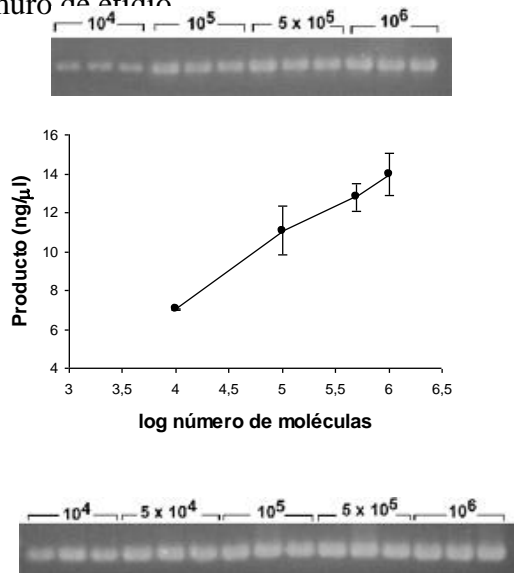 de etidio
10⁴ 10⁵ 5 x 10⁵ 10⁶
16
14
12
10
8
6
4
Producto (ng/µl)
3 3,5 4 4,5 5 5,5 6 6,5
log número de moléculas
10⁴ 5 x 10⁴ 10⁵ 5 x 10⁵ 10⁶